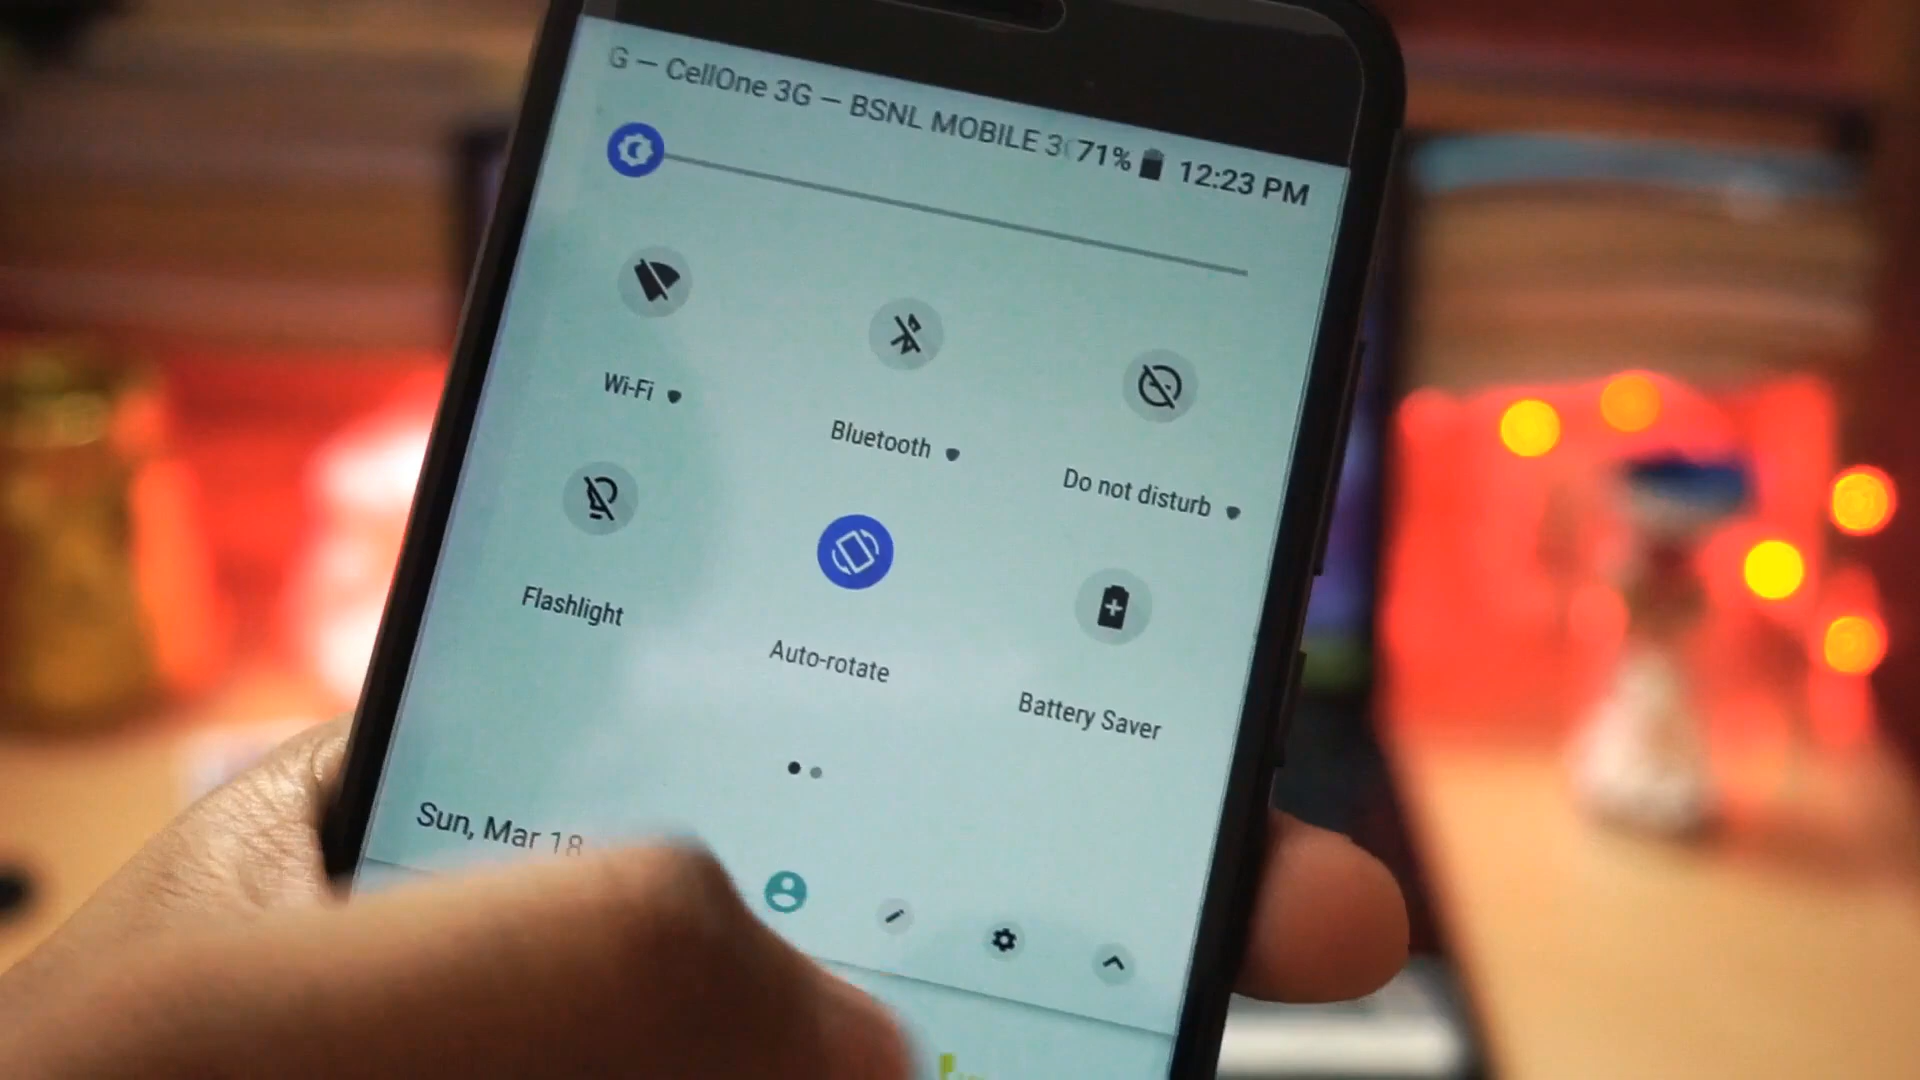 G — CellOne 3G — BSNL MOBILE 3 71% 12:23 PM
Wi-Fi
Bluetooth
Do not disturb
Flashlight
Auto-rotate
Battery Saver
Sun, Mar 18